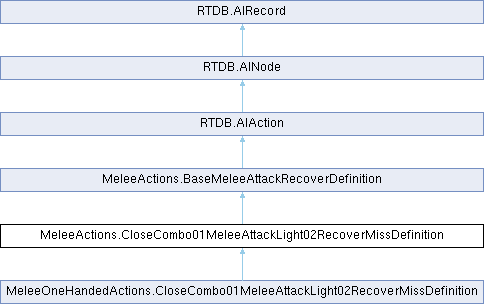 RTDB.AIRecord
RTDB.AINode
RTDB.AIAction
MeleeActions.BaseMeleeAttackRecoverDefinition
MeleeActions.CloseCombo01MeleeAttackLight02RecoverMissDefinition
MeleeOneHandedActions.CloseCombo01MeleeAttackLight02RecoverMissDefinition